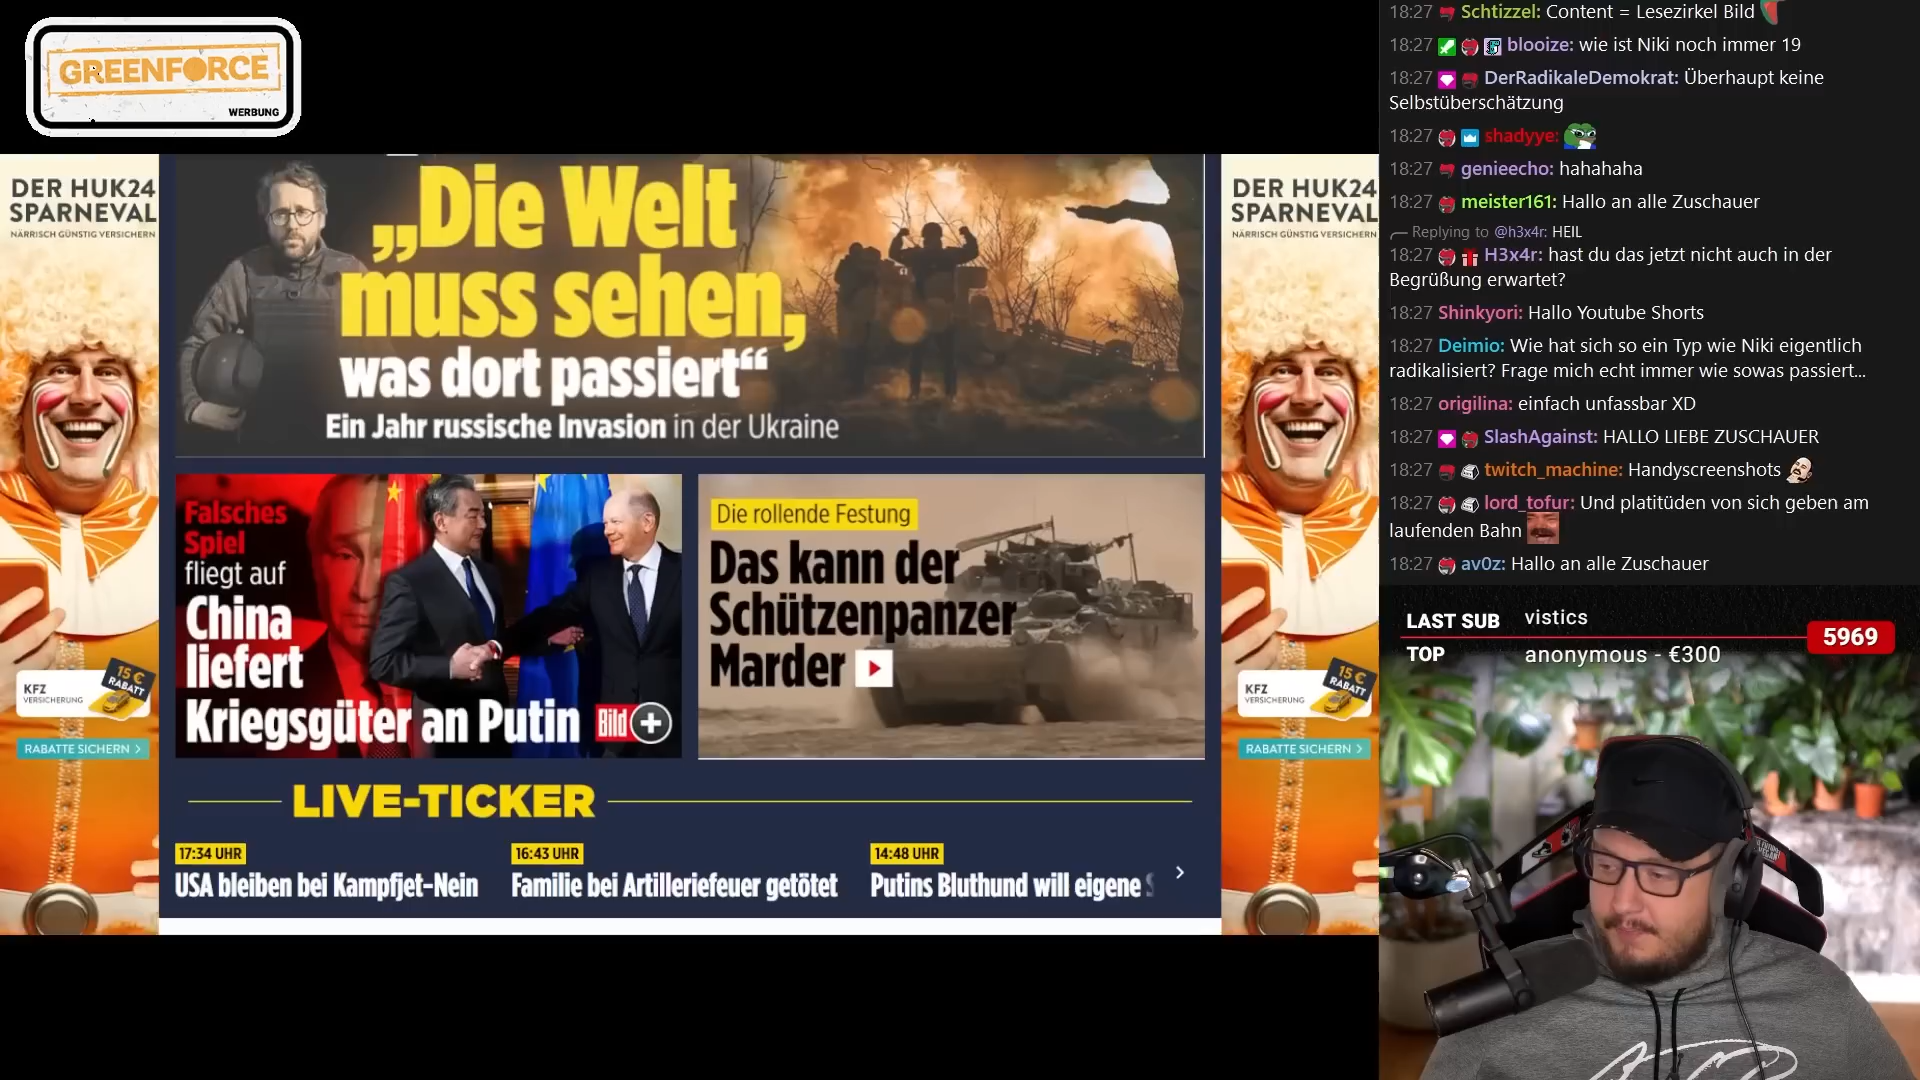 GREENFORCE
WERBUNG
DER HUK24
SPARNEVAL
NÄRRISCH GÜNSTIG VERSICHERN
KFZ
VERSICHERUNG
15 €
RABATT
RABATTE SICHERN >
„Die Welt
muss sehen,
was dort passiert“
Ein Jahr russische Invasion in der Ukraine
Falsches
Spiel
fliegt auf
China
liefert
Kriegsgüter an Putin
Bild +
Die rollende Festung
Das kann der
Schützenpanzer
Marder
LIVE-TICKER
17:34 UHR
USA bleiben bei Kampfjet-Nein
16:43 UHR
Familie bei Artilleriefeuer getötet
14:48 UHR
Putins Bluthund will eigene
DER HUK24
SPARNEVAL
NÄRRISCH GÜNSTIG VERSICHERN
KFZ
VERSICHERUNG
15 €
RABATT
RABATTE SICHERN >
18:27 Schtizzel: Content = Lesezirkel Bild
18:27 blooize: wie ist Niki noch immer 19
18:27 DerRadikaleDemokrat: Überhaupt keine
Selbstüberschätzung
18:27 shadyye:
18:27 genieecho: hahahaha
18:27 meister161: Hallo an alle Zuschauer
Replying to @h3x4r: HEIL
18:27 H3x4r: hast du das jetzt nicht auch in der
Begrüßung erwartet?
18:27 Shinkyori: Hallo Youtube Shorts
18:27 Deimio: Wie hat sich so ein Typ wie Niki eigentlich
radikalisiert? Frage mich echt immer wie sowas passiert...
18:27 origilina: einfach unfassbar XD
18:27 SlashAgainst: HALLO LIEBE ZUSCHAUER
18:27 twitch_machine: Handyscreenshots
18:27 lord_tofur: Und platitüden von sich geben am
laufenden Bahn
18:27 av0z: Hallo an alle Zuschauer
LAST SUB vistics
5969
TOP anonymous - €300